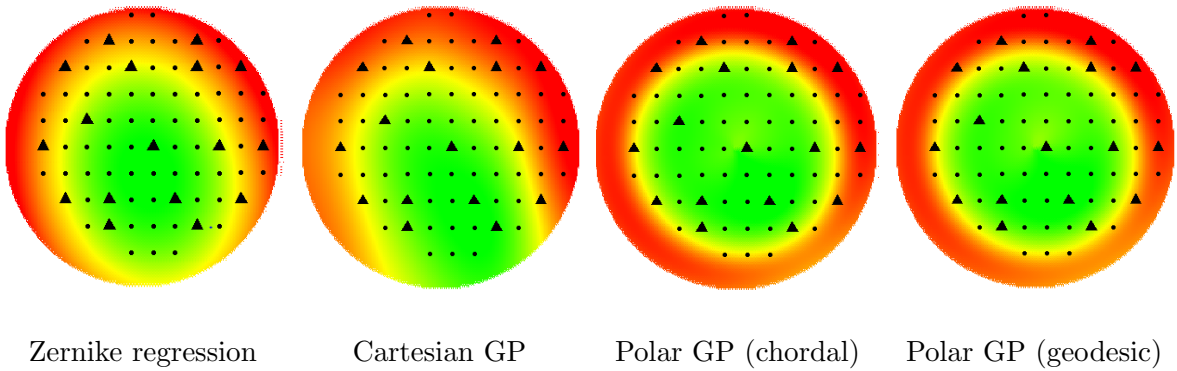 Zernike regression
Cartesian GP
Polar GP (chordal)
Polar GP (geodesic)